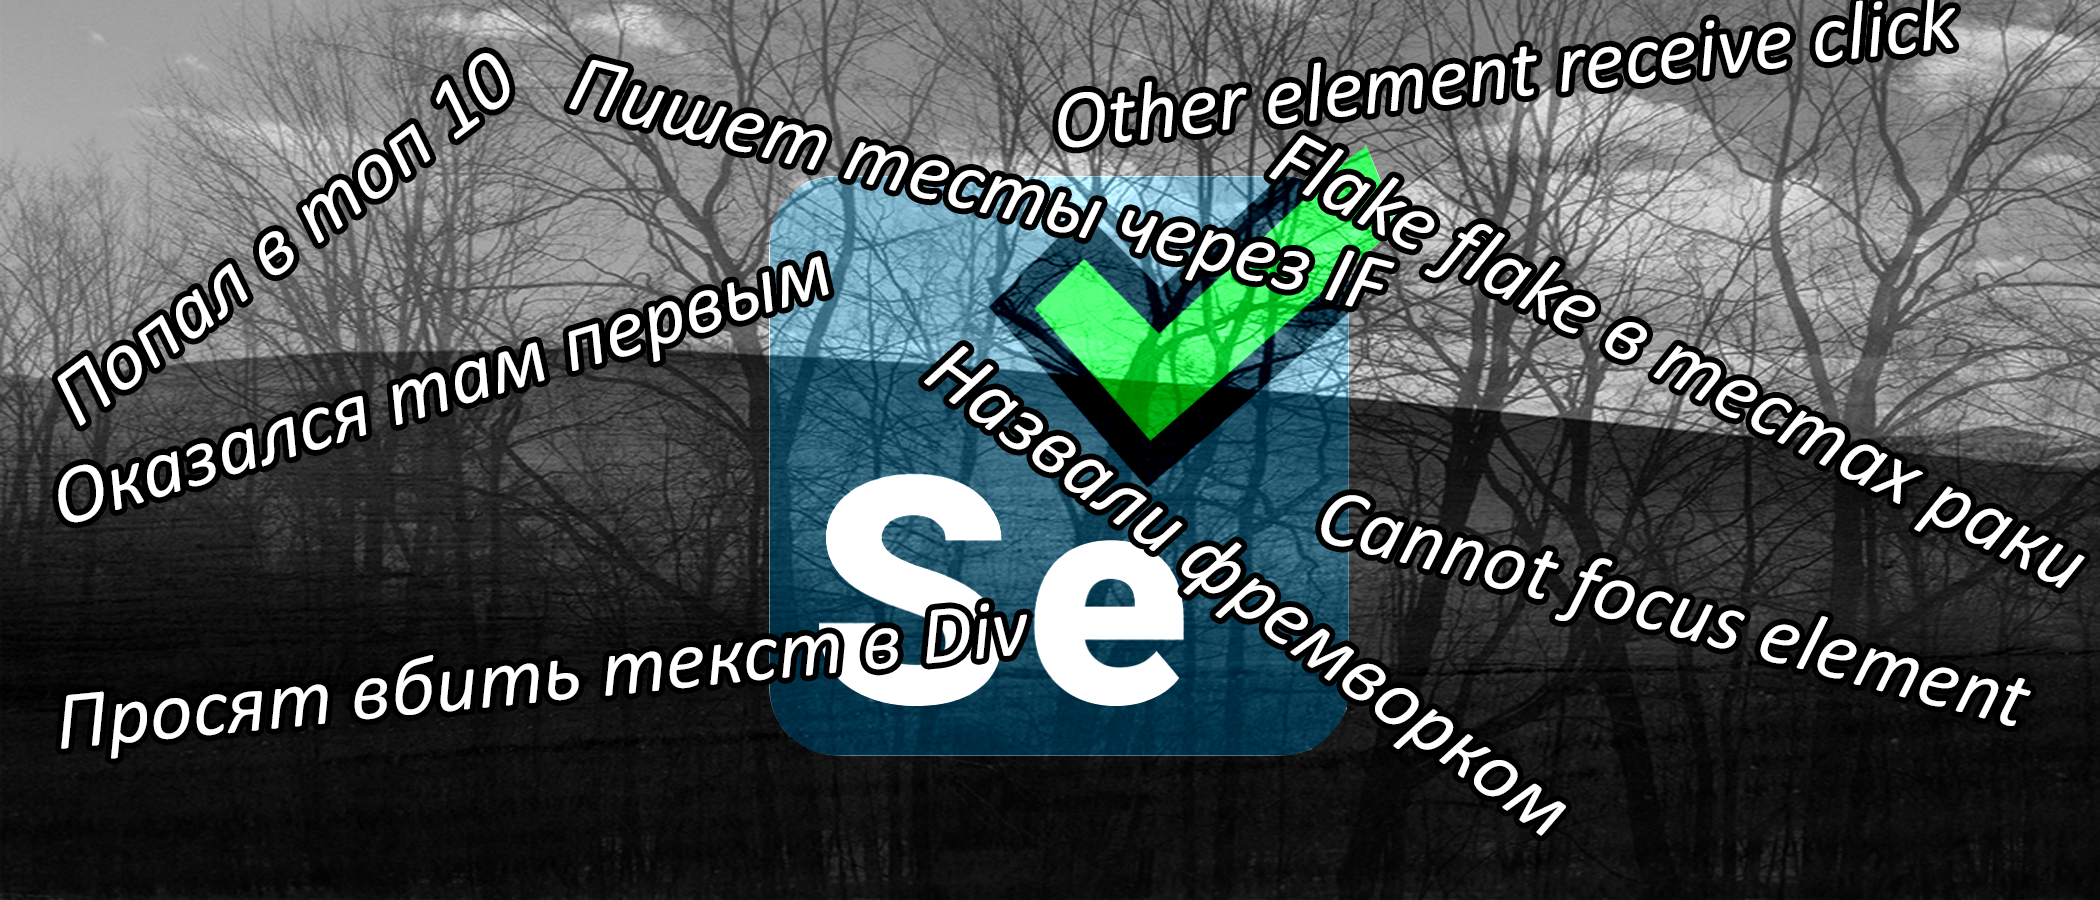 Попал в топ 10
Пишет тесты через IF
Other element receive click
Flake flake в тестах раки
Оказался там первым
Назвали фремворком
Cannot focus element
Просят вбить текст в Div
Se